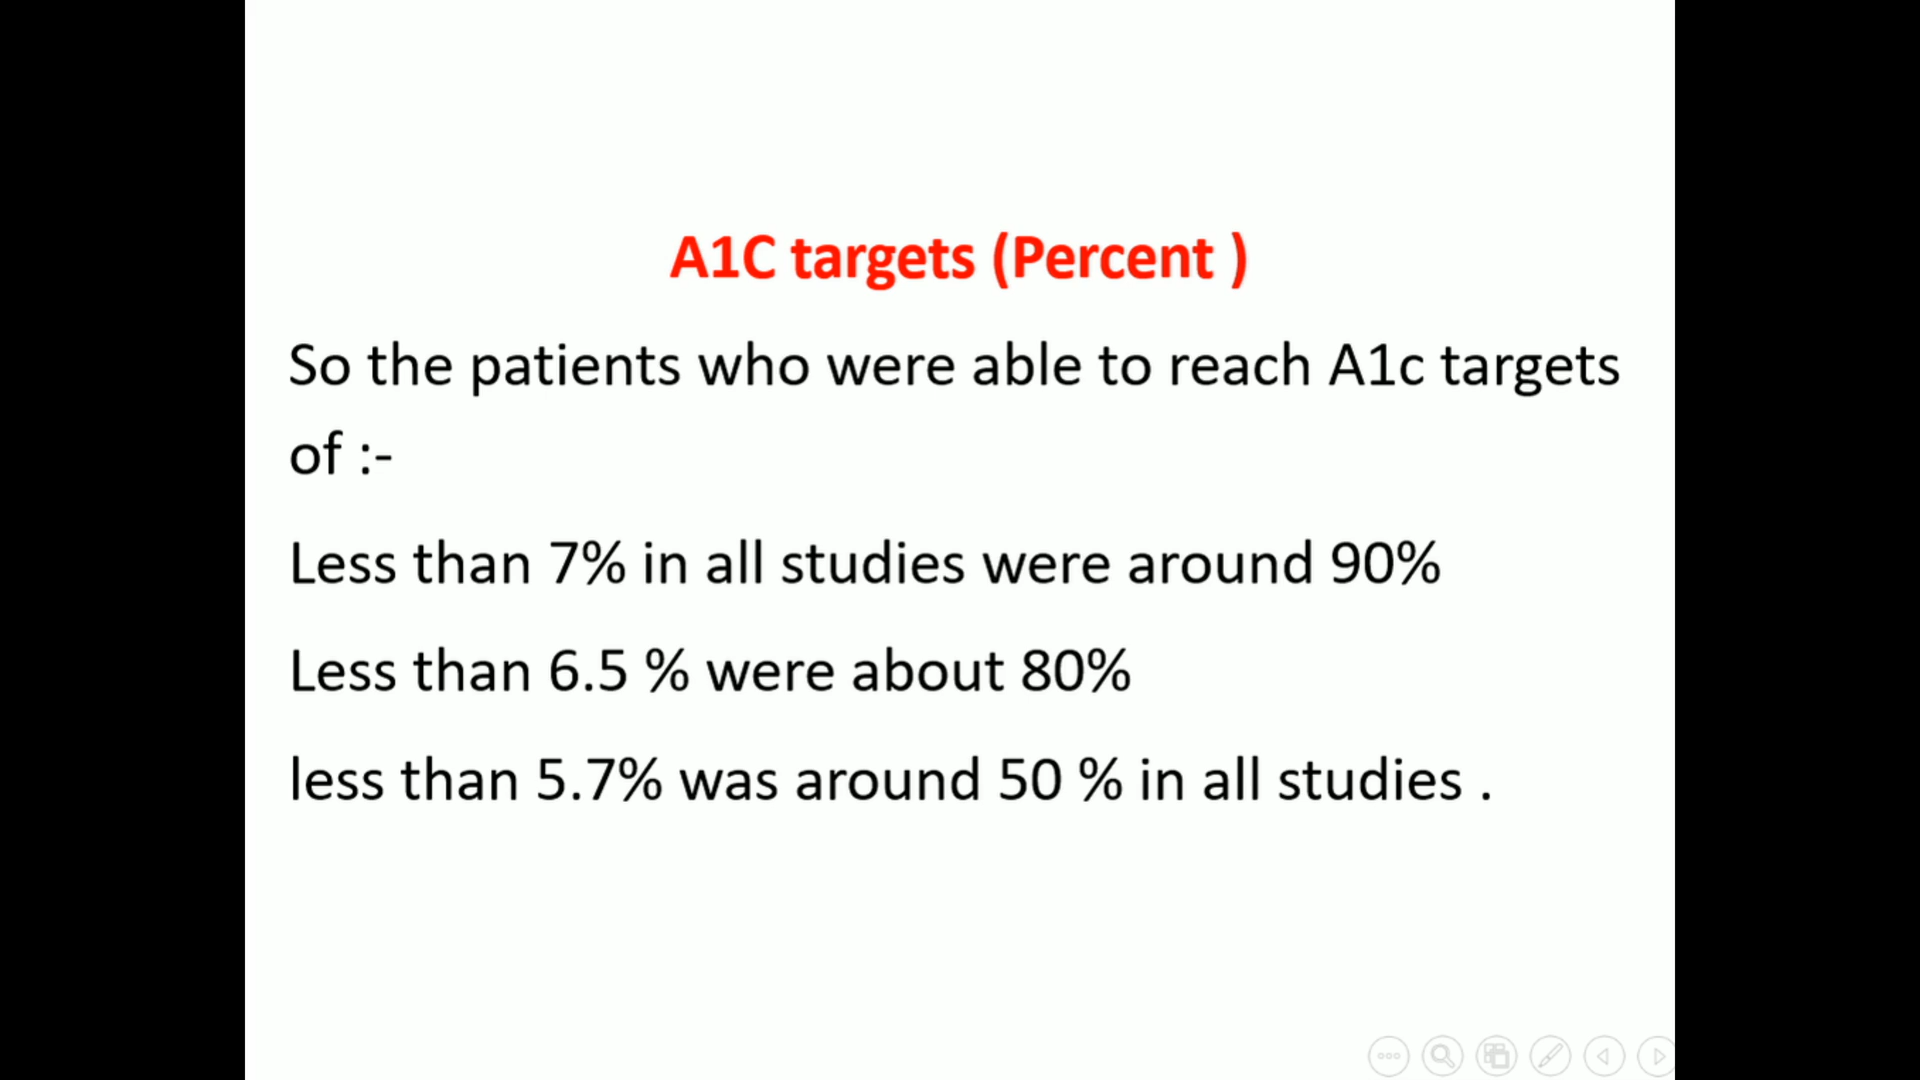 A1C targets (Percent )
So the patients who were able to reach A1c targets
of :-
Less than 7% in all studies were around 90%
Less than 6.5 % were about 80%
less than 5.7% was around 50 % in all studies .